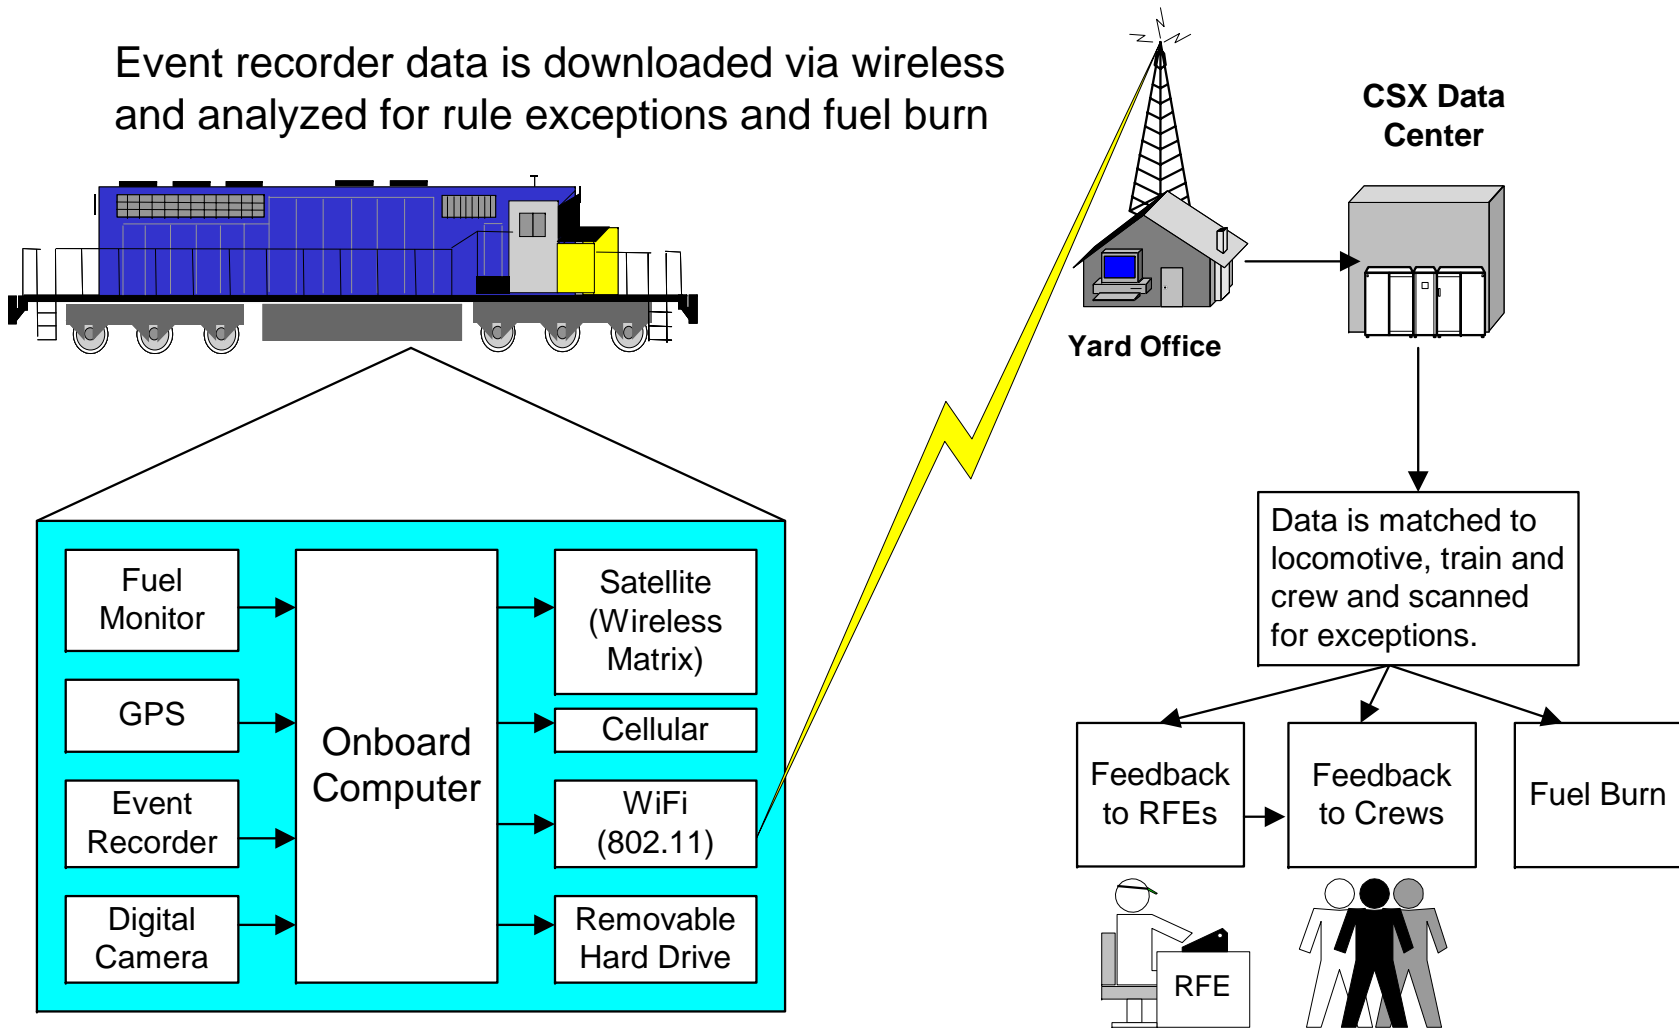 Event recorder data is downloaded via wireless
and analyzed for rule exceptions and fuel burn
CSX Data
Center
Yard Office
Fuel
Monitor
GPS
Event
Recorder
Digital
Camera
Onboard
Computer
Satellite
(Wireless
Matrix)
Cellular
WiFi
(802.11)
Removable
Hard Drive
Data is matched to
locomotive, train and
crew and scanned
for exceptions.
Feedback
to RFEs
Feedback
to Crews
Fuel Burn
RFE